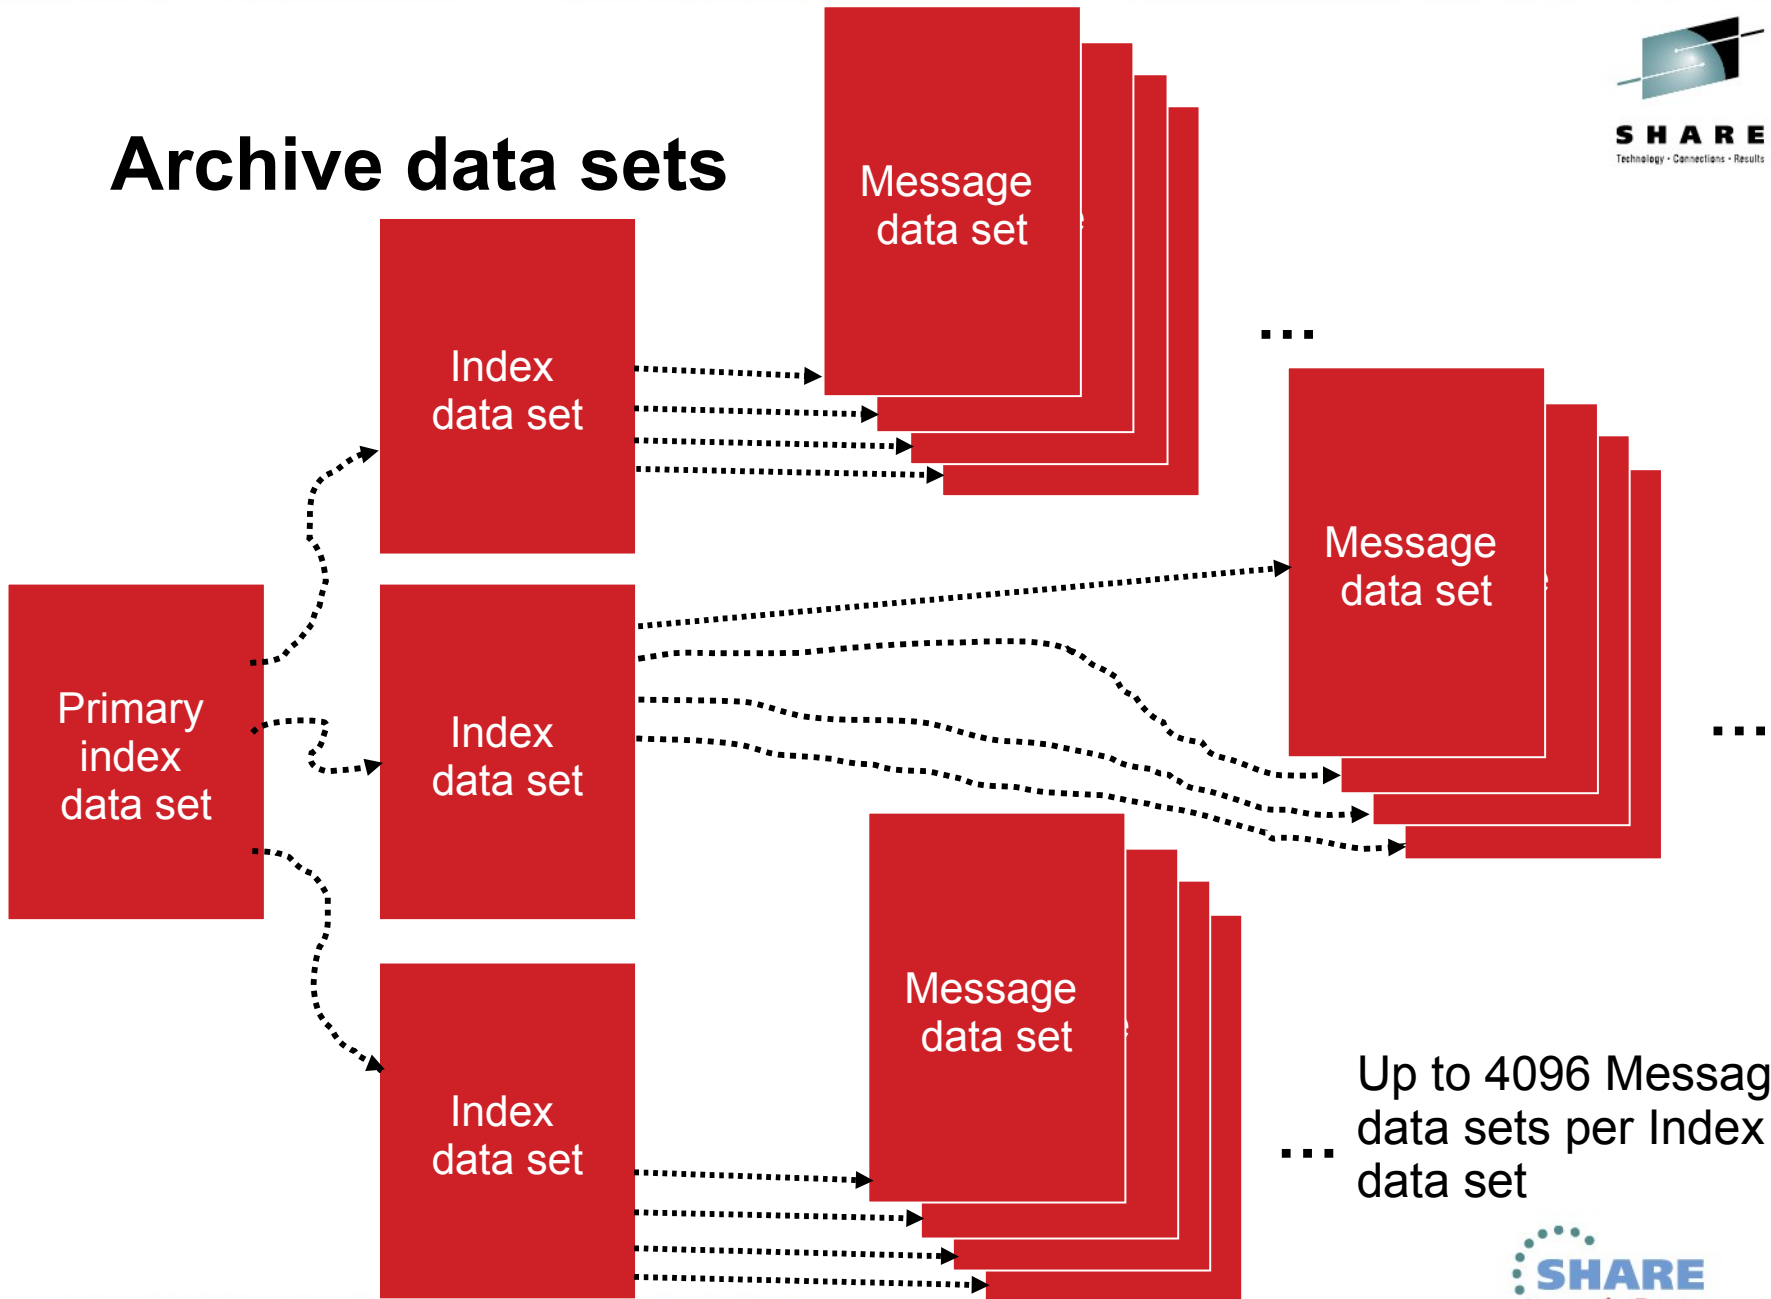 Archive data sets
SHARE
Technology · Connections · Results
Message
data set
Index
data set
Message
data set
Primary
index
data set
Index
data set
Message
data set
Index
data set
Up to 4096 Messag
data sets per Index
data set
...
...
...
SHARE